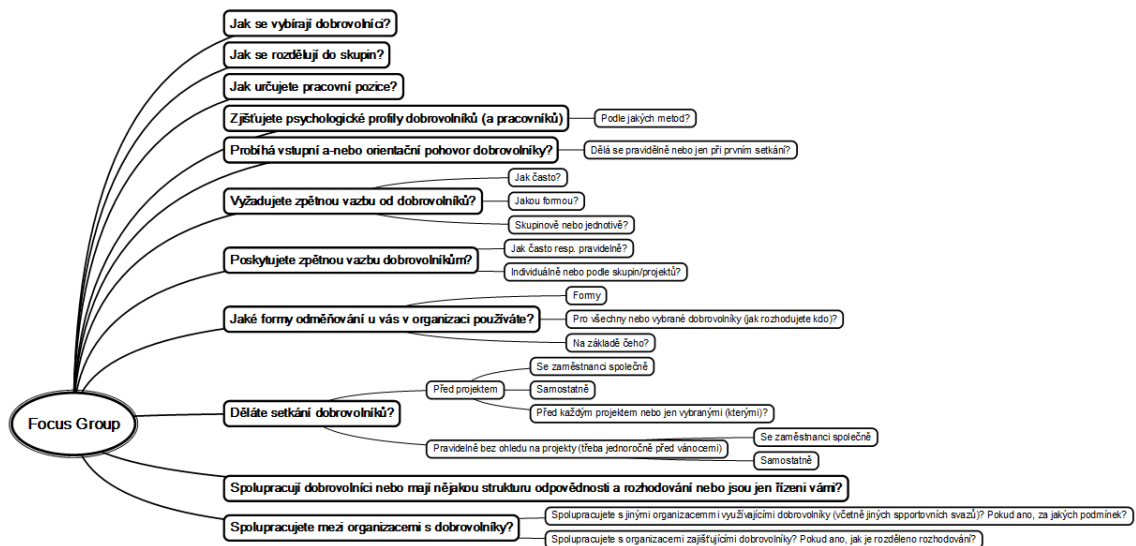 Jak se vybírají dobrovolníci?
Jak se rozdělují do skupin?
Jak určujete pracovní pozice?
Zjišťujete psychologické profily dobrovolníků (a pracovníků)
Podle jakých metod?
Probíhá vstupní a-nebo orientační pohovor dobrovolníky?
Dělá se pravidělně nebo jen při prvním setkání?
Vyžadujete zpětnou vazbu od dobrovolníků?
Jak často?
Jakou formou?
Skupinově nebo jednotivě?
Poskytujete zpětnou vazbu dobrovolníkům?
Jak často resp. pravidelně?
Individuálně nebo podle skupin/projektů?
Jaké formy odměňování u vás v organizaci používáte?
Formy
Pro všechny nebo vybrané dobrovolníky (jak rozhodujete kdo)?
Na základě čeho?
Focus Group
Děláte setkání dobrovolníků?
Před projektem
Se zaměstnanci společně
Samostatně
Před každým projektem nebo jen vybranými (kterými)?
Pravidelně bez ohledu na projekty (třeba jednoročně před vánocemi)
Se zaměstnanci společně
Samostatně
Spolupracují dobrovolníci nebo mají nějakou strukturu odpovědnosti a rozhodování nebo jsou jen řízeni vámi?
Spolupracujete mezi organizacemi s dobrovolníky?
Spolupracujete s jinými organizacemmi využívajícími dobrovolníky (včetně jiných spportovních svazů)? Pokud ano, za jakých podmínek?
Spolupracujete s organizacemi zajišťujícími dobrovolníky? Pokud ano, jak je rozděleno rozhodování?